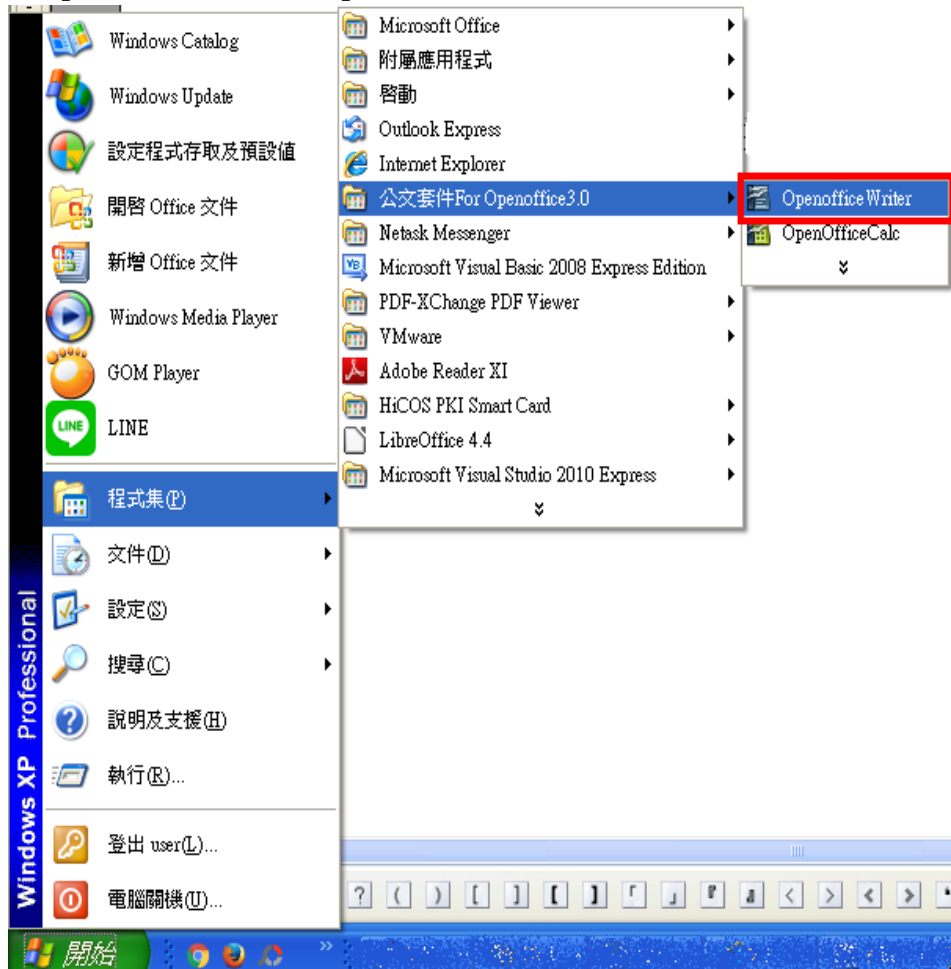 Windows Catalog
Windows Update
設定程式存取及預設值
開啓 Office 文件
新增 Office 文件
Windows Media Player
GOM Player
LINE
LINE
程式集(P)
文件(D)
設定(S)
搜尋(C)
說明及支援(H)
執行(R)...
登出 user(L)...
電腦關機(U)...
Windows XP Professional
開始
Microsoft Office
附屬應用程式
啓動
Outlook Express
Internet Explorer
公文套件For Openoffice3.0
Netask Messenger
Microsoft Visual Basic 2008 Express Edition
PDF-XChange PDF Viewer
VMware
Adobe Reader XI
HiCOS PKI Smart Card
LibreOffice 4.4
Microsoft Visual Studio 2010 Express
Openoffice Writer
OpenOfficeCalc
? ( ) [ ] 【 】 「 」 『 』 < > 《 》